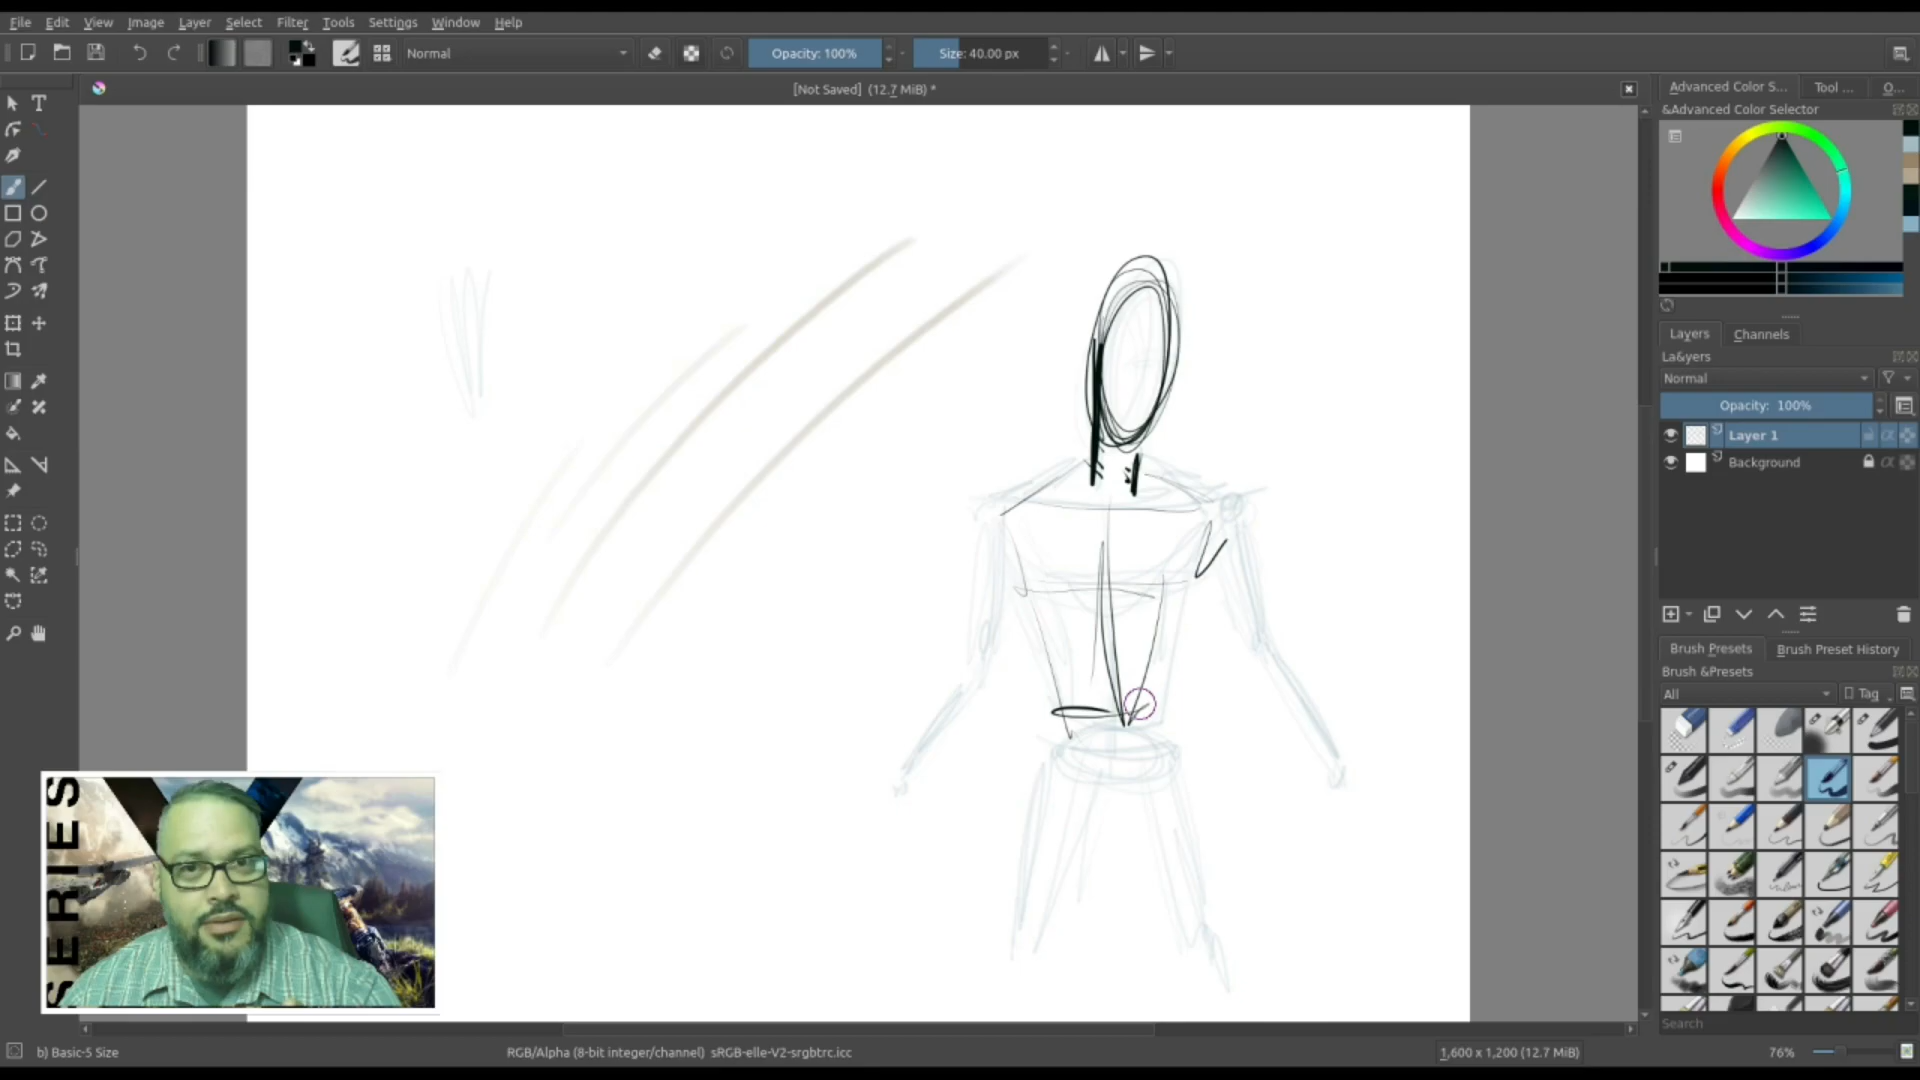 File Edit View Image Layer Select Filter Tools Settings Window Help
Normal Opacity: 100% Size: 40.00 px
[Not Saved] (12.7 MiB) *
Advanced Color S... Tool ... O...
&Advanced Color Selector
Layers Channels
La&yers
Normal
Opacity: 100%
Layer 1
Background
Brush Presets Brush Preset History
Brush &Presets
All Tag
Search
SERIES
b) Basic-5 Size RGB/Alpha (8-bit integer/channel) sRGB-elle-V2-srgbtrc.icc 1,600 x 1,200 (12.7 MiB) 76%